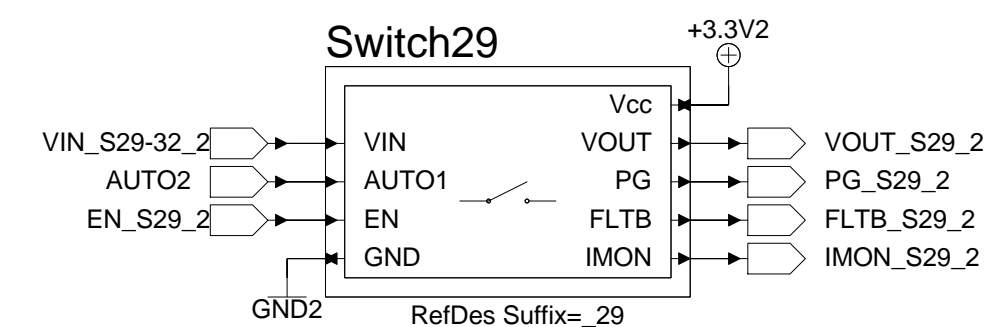 +3.3V2
Switch29
Vcc
VIN_S29-32_2 VIN VOUT VOUT_S29_2
AUTO2 AUTO1 PG PG_S29_2
EN_S29_2 EN FLTB FLTB_S29_2
GND IMON IMON_S29_2
GND2
RefDes Suffix=_29